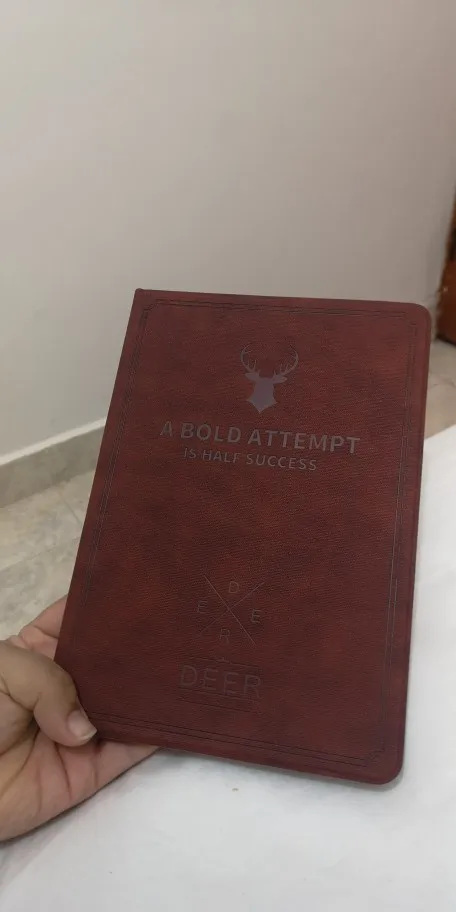 A BOLD ATTEMPT
IS HALF SUCCESS
D
E E
R
DEER